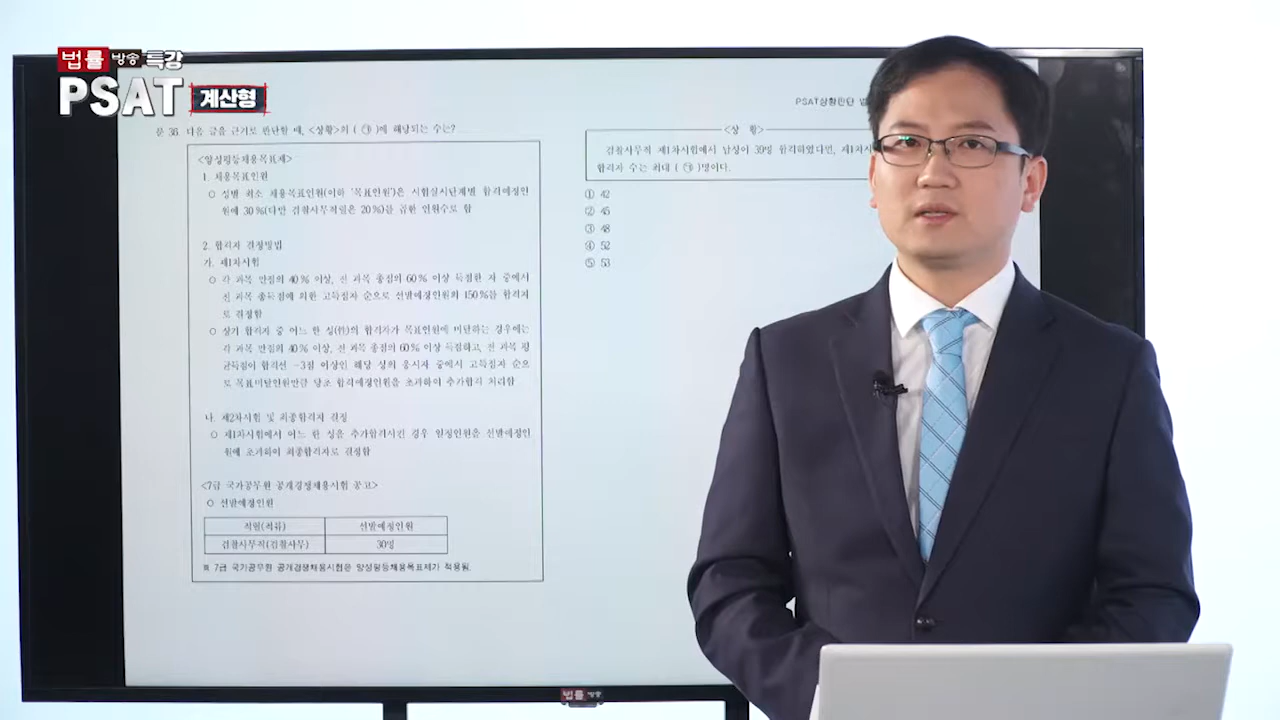 법률방송 특강
PSAT 계산형
PSAT상황판단
문 36. 다음 글을 근거로 판단할 때, <상황>의 ( ㉠ )에 해당되는 수는?
<양성평등채용목표제>
1. 채용목표인원
○ 성별 최소 채용목표인원(이하 '목표인원')은 시험실시단계별 합격예정인
원에 30 %(다만 검찰사무직렬은 20 %)를 곱한 인원수로 함
2. 합격자 결정방법
가. 제1차시험
○ 각 과목 만점의 40 % 이상, 전 과목 총점의 60 % 이상 득점한 자 중에서
전 과목 총득점에 의한 고득점자 순으로 선발예정인원의 150 %를 합격자
로 결정함
○ 상기 합격자 중 어느 한 성(性)의 합격자가 목표인원에 미달하는 경우에는
각 과목 만점의 40 % 이상, 전 과목 총점의 60 % 이상 득점하고, 전 과목 평
균득점이 합격선 -3점 이상인 해당 성의 응시자 중에서 고득점자 순으
로 목표미달인원만큼 당초 합격예정인원을 초과하여 추가합격 처리함
나. 제2차시험 및 최종합격자 결정
○ 제1차시험에서 어느 한 성을 추가합격시킨 경우 일정인원을 선발예정인
원에 초과하여 최종합격자로 결정함
<7급 국가공무원 공개경쟁채용시험 공고>
○ 선발예정인원
직렬(직류) 선발예정인원
검찰사무직(검찰사무) 30명
※ 7급 국가공무원 공개경쟁채용시험은 양성평등채용목표제가 적용됨.
<상 황>
검찰사무직 제1차시험에서 남성이 39명 합격하였다면, 제1차시
합격자 수는 최대 ( ㉠ )명이다.
① 42
② 45
③ 48
④ 52
⑤ 53
법률방송